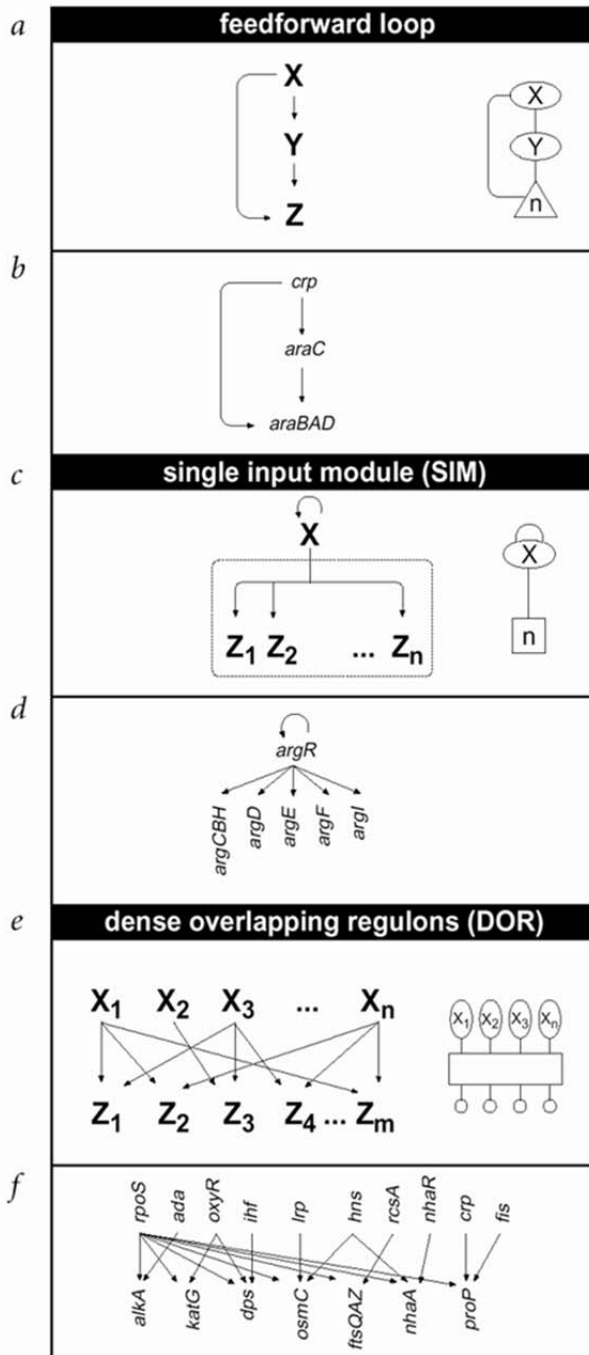 a feedforward loop
X X
Y Y
Z n
b
crp
araC
araBAD
c single input module (SIM)
X X
Z1 Z2 ... Zn n
d
argR
argCBH argD argE argF argI
e dense overlapping regulons (DOR)
X1 X2 X3 ... Xn X1 X2 X3 Xn
Z1 Z2 Z3 Z4 ... Zm
f
rpoS ada oxyR ihf lrp hns rcsA nhaR crp fis
alkA katG dps osmC ftsQAZ nhaA proP